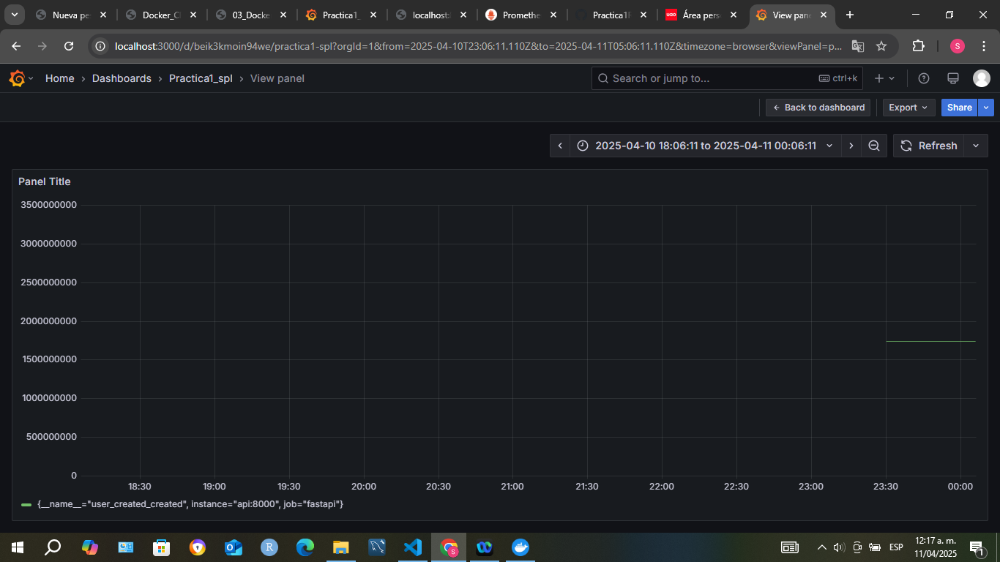 Nueva pe
Docker_C
03_Docke
Practica1_
localhost:
Promethe
Practica1F
UOO
Área pers
View pane
localhost:3000/d/beik3kmoin94we/practica1-spl?orgId=1&from=2025-04-10T23:06:11.110Z&to=2025-04-11T05:06:11.110Z&timezone=browser&viewPanel=p...
S
Home › Dashboards › Practica1_spl › View panel
Search or jump to...
ctrl+k
Back to dashboard
Export
Share
2025-04-10 18:06:11 to 2025-04-11 00:06:11
Refresh
Panel Title
3500000000
3000000000
2500000000
2000000000
1500000000
1000000000
500000000
0
18:30 19:00 19:30 20:00 20:30 21:00 21:30 22:00 22:30 23:00 23:30 00:00
{__name__="user_created_created", instance="api:8000", job="fastapi"}
R
S
ESP
12:17 a. m.
11/04/2025
1